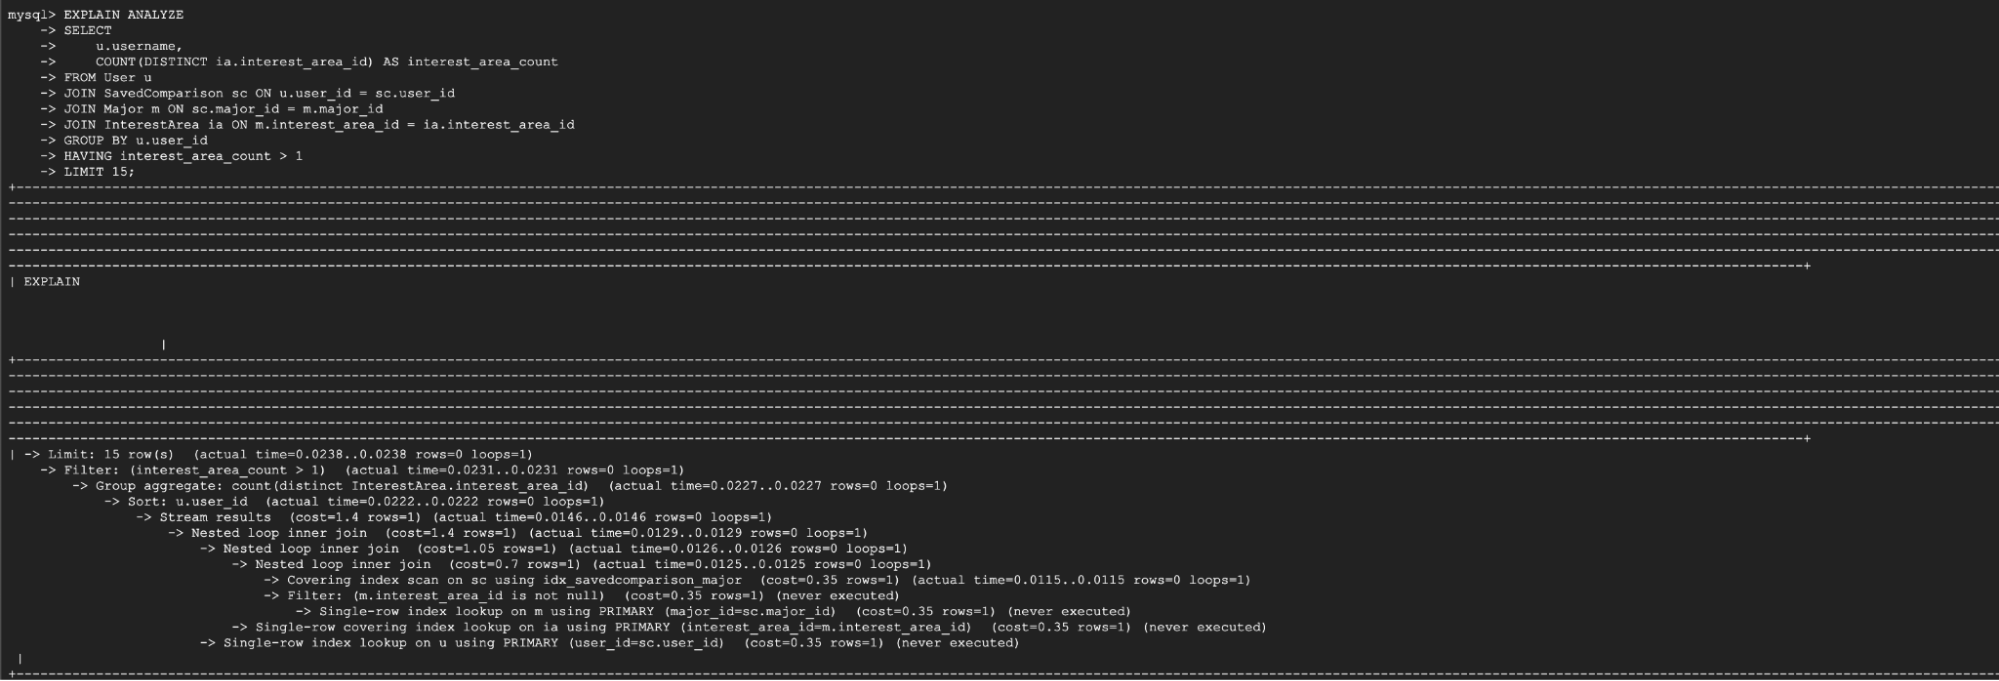 mysql> EXPLAIN ANALYZE
    -> SELECT
    ->     u.username,
    ->     COUNT(DISTINCT ia.interest_area_id) AS interest_area_count
    -> FROM User u
    -> JOIN SavedComparison sc ON u.user_id = sc.user_id
    -> JOIN Major m ON sc.major_id = m.major_id
    -> JOIN InterestArea ia ON m.interest_area_id = ia.interest_area_id
    -> GROUP BY u.user_id
    -> HAVING interest_area_count > 1
    -> LIMIT 15;
| EXPLAIN
|
| -> Limit: 15 row(s)  (actual time=0.0238..0.0238 rows=0 loops=1)
    -> Filter: (interest_area_count > 1)  (actual time=0.0231..0.0231 rows=0 loops=1)
        -> Group aggregate: count(distinct InterestArea.interest_area_id)  (actual time=0.0227..0.0227 rows=0 loops=1)
            -> Sort: u.user_id  (actual time=0.0222..0.0222 rows=0 loops=1)
                -> Stream results  (cost=1.4 rows=1) (actual time=0.0146..0.0146 rows=0 loops=1)
                    -> Nested loop inner join  (cost=1.4 rows=1) (actual time=0.0129..0.0129 rows=0 loops=1)
                        -> Nested loop inner join  (cost=1.05 rows=1) (actual time=0.0126..0.0126 rows=0 loops=1)
                            -> Nested loop inner join  (cost=0.7 rows=1) (actual time=0.0125..0.0125 rows=0 loops=1)
                                -> Covering index scan on sc using idx_savedcomparison_major  (cost=0.35 rows=1) (actual time=0.0115..0.0115 rows=0 loops=1)
                                -> Filter: (m.interest_area_id is not null)  (cost=0.35 rows=1) (never executed)
                                    -> Single-row index lookup on m using PRIMARY (major_id=sc.major_id)  (cost=0.35 rows=1) (never executed)
                            -> Single-row covering index lookup on ia using PRIMARY (interest_area_id=m.interest_area_id)  (cost=0.35 rows=1) (never executed)
                        -> Single-row index lookup on u using PRIMARY (user_id=sc.user_id)  (cost=0.35 rows=1) (never executed)
|